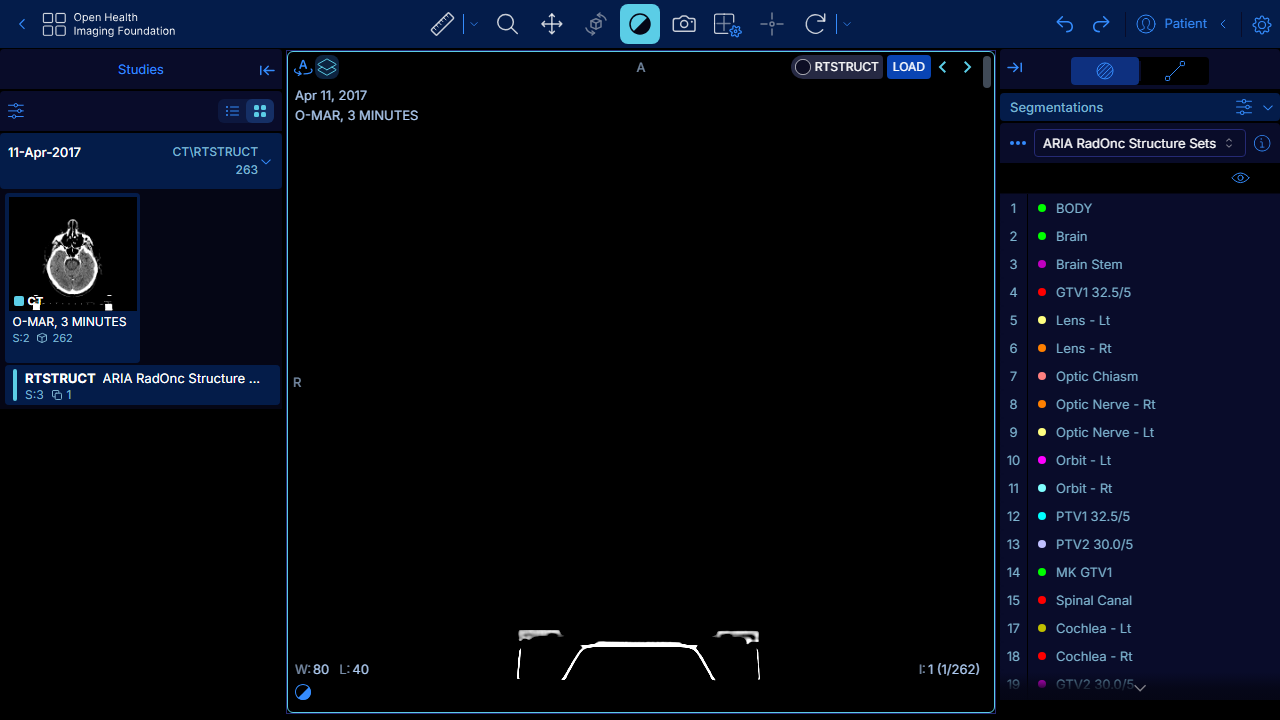 Open Health
Imaging Foundation
Patient
Studies
11-Apr-2017
CT\RTSTRUCT
263
CT
O-MAR, 3 MINUTES
S:2 262
RTSTRUCT ARIA RadOnc Structure ...
S:3 1
A
A
RTSTRUCT LOAD
Apr 11, 2017
O-MAR, 3 MINUTES
R
W: 80 L: 40
I: 1 (1/262)
Segmentations
ARIA RadOnc Structure Sets
1 BODY
2 Brain
3 Brain Stem
4 GTV1 32.5/5
5 Lens - Lt
6 Lens - Rt
7 Optic Chiasm
8 Optic Nerve - Rt
9 Optic Nerve - Lt
10 Orbit - Lt
11 Orbit - Rt
12 PTV1 32.5/5
13 PTV2 30.0/5
14 MK GTV1
15 Spinal Canal
17 Cochlea - Lt
18 Cochlea - Rt
19 GTV2 30.0/5